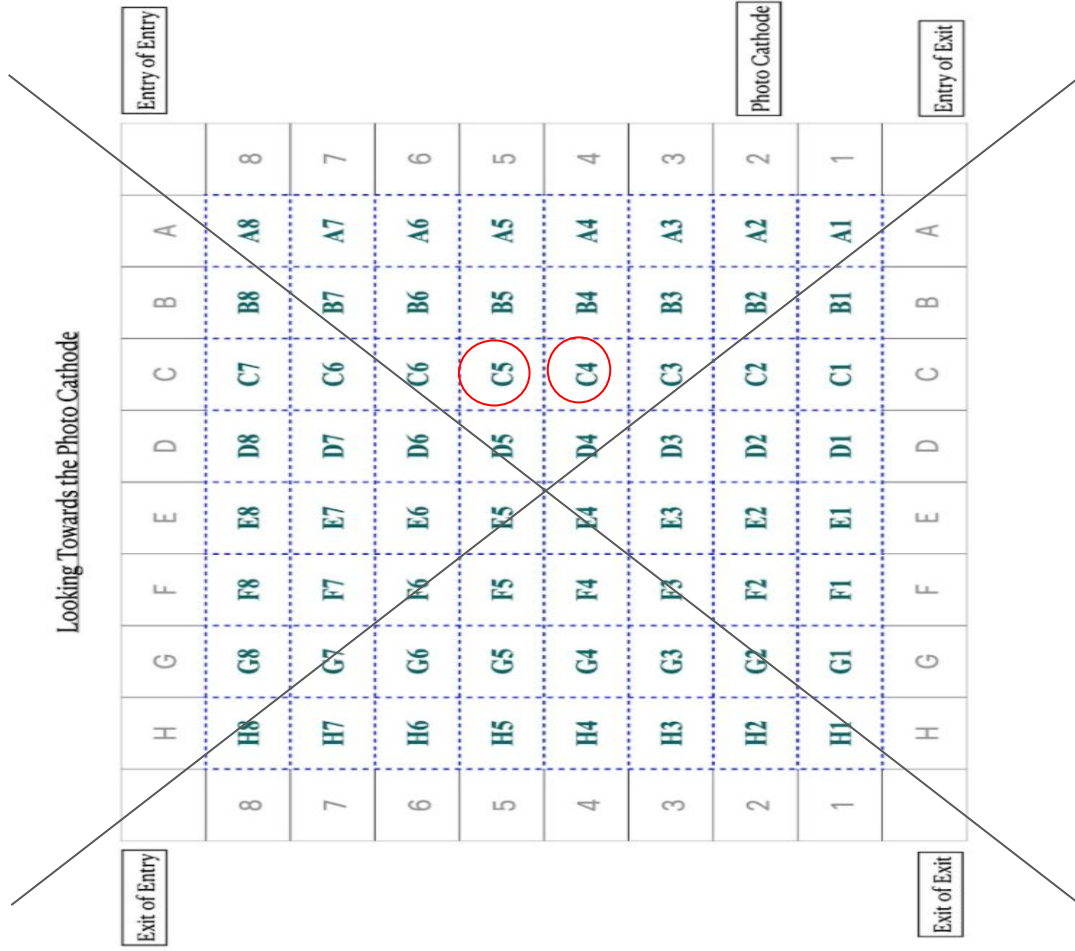 Looking Towards the Photo Cathode
Exit of Entry Entry of Entry
H G F E D C B A
8 H8 G8 F8 E8 D8 C7 B8 A8 8
7 H7 G7 F7 E7 D7 C6 B7 A7 7
6 H6 G6 F6 E6 D6 C6 B6 A6 6
5 H5 G5 F5 E5 D5 C5 B5 A5 5
4 H4 G4 F4 E4 D4 C4 B4 A4 4
3 H3 G3 F3 E3 D3 C3 B3 A3 3
2 H2 G2 F2 E2 D2 C2 B2 A2 2 Photo Cathode
1 H1 G1 F1 E1 D1 C1 B1 A1 1
H G F E D C B A
Exit of Exit Entry of Exit